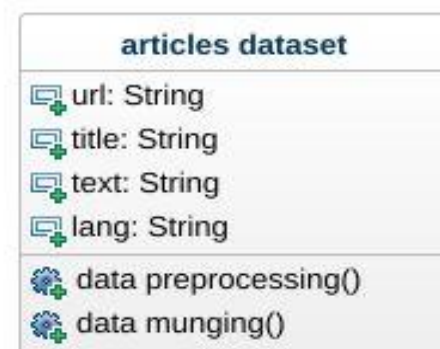 articles dataset
url: String
title: String
text: String
lang: String
data preprocessing()
data munging()